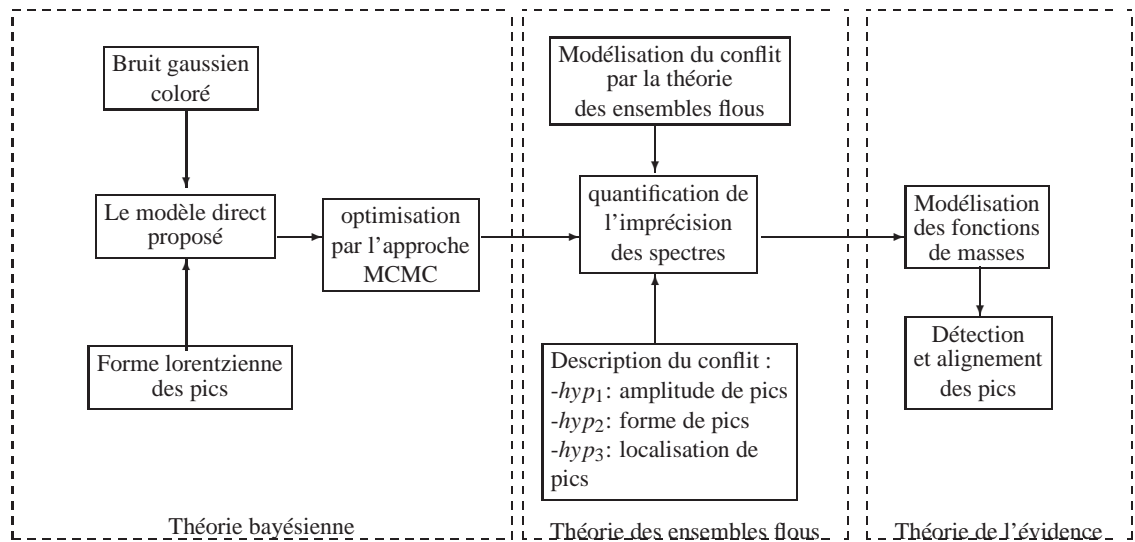 Bruit gaussien
coloré
Le modèle direct
proposé
Forme lorentzienne
des pics
optimisation
par l'approche
MCMC
Théorie bayésienne
Modélisation du conflit
par la théorie
des ensembles flous
quantification de
l'imprécision
des spectres
Description du conflit :
-hyp₁: amplitude de pics
-hyp₂: forme de pics
-hyp₃: localisation de
pics
Théorie des ensembles flous
Modélisation
des fonctions
de masses
Détection
et alignement
des pics
Théorie de l'évidence